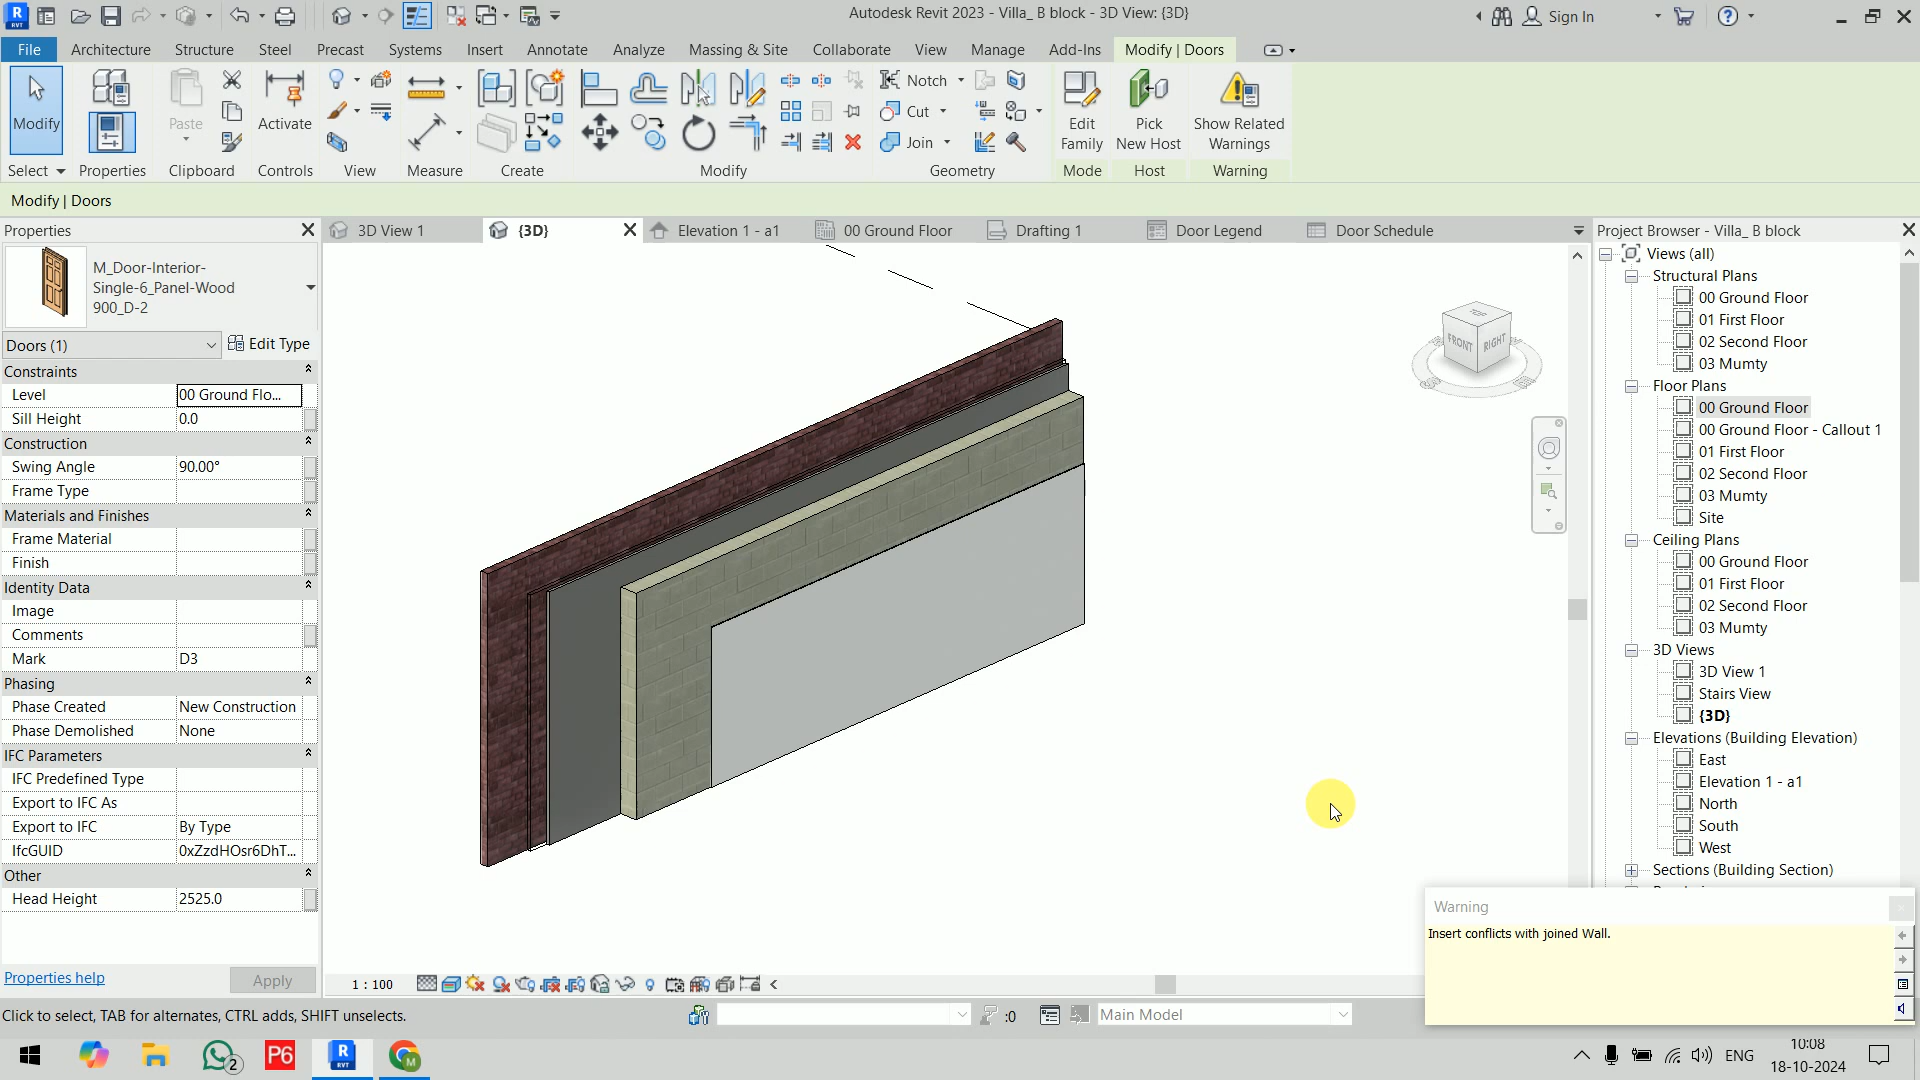 Autodesk Revit 2023 - Villa_ B block - 3D View: {3D}
Sign In
File
Architecture
Structure
Steel
Precast
Systems
Insert
Annotate
Analyze
Massing & Site
Collaborate
View
Manage
Add-Ins
Modify | Doors
Modify
Paste
Activate
Notch
Cut
Join
Edit
Family
Pick
New Host
Show Related
Warnings
Select
Properties
Clipboard
Controls
View
Measure
Create
Modify
Geometry
Mode
Host
Warning
Modify | Doors
Properties
M_Door-Interior-
Single-6_Panel-Wood
900_D-2
Doors (1)
Edit Type
Constraints
Level 00 Ground Flo...
Sill Height 0.0
Construction
Swing Angle 90.00°
Frame Type
Materials and Finishes
Frame Material
Finish
Identity Data
Image
Comments
Mark D3
Phasing
Phase Created New Construction
Phase Demolished None
IFC Parameters
IFC Predefined Type
Export to IFC As
Export to IFC By Type
IfcGUID 0xZzdHOsr6DhT...
Other
Head Height 2525.0
Properties help
Apply
3D View 1
{3D}
Elevation 1 - a1
00 Ground Floor
Drafting 1
Door Legend
Door Schedule
TOP
FRONT
RIGHT
Project Browser - Villa_ B block
Views (all)
Structural Plans
00 Ground Floor
01 First Floor
02 Second Floor
03 Mumty
Floor Plans
00 Ground Floor
00 Ground Floor - Callout 1
01 First Floor
02 Second Floor
03 Mumty
Site
Ceiling Plans
00 Ground Floor
01 First Floor
02 Second Floor
03 Mumty
3D Views
3D View 1
Stairs View
{3D}
Elevations (Building Elevation)
East
Elevation 1 - a1
North
South
West
Sections (Building Section)
Warning
Insert conflicts with joined Wall.
1 : 100
Click to select, TAB for alternates, CTRL adds, SHIFT unselects.
:0
Main Model
2
P6
R
RVT
M
ENG
10:08
18-10-2024